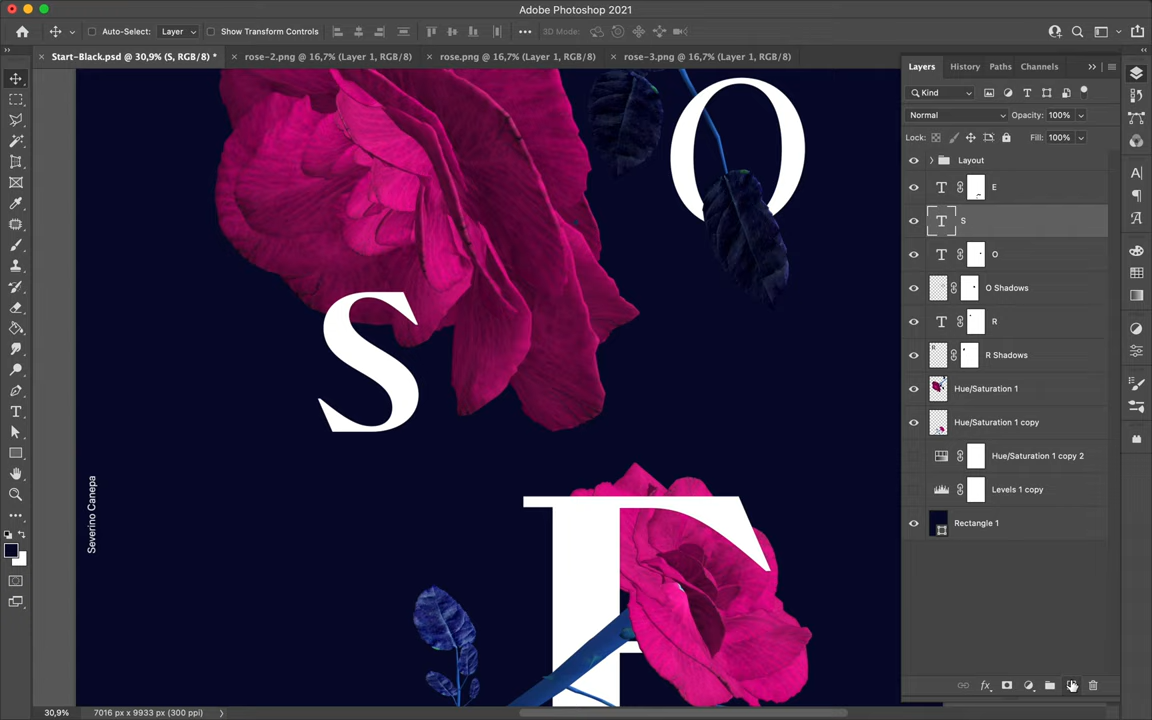 Adobe Photoshop 2021
Auto-Select: Layer Show Transform Controls 3D Mode:
Start-Black.psd @ 30,9% (S, RGB/8) * rose-2.png @ 16,7% (Layer 1, RGB/8) rose.png @ 16,7% (Layer 1, RGB/8) rose-3.png @ 16,7% (Layer 1, RGB/8)
Layers History Paths Channels
Kind
Normal Opacity: 100%
Lock: Fill: 100%
Layout
E
S
O
O Shadows
R
R Shadows
Hue/Saturation 1
Hue/Saturation 1 copy
Hue/Saturation 1 copy 2
Levels 1 copy
Rectangle 1
O
S
E
Severino Canepa
30,9% 7016 px x 9933 px (300 ppi)